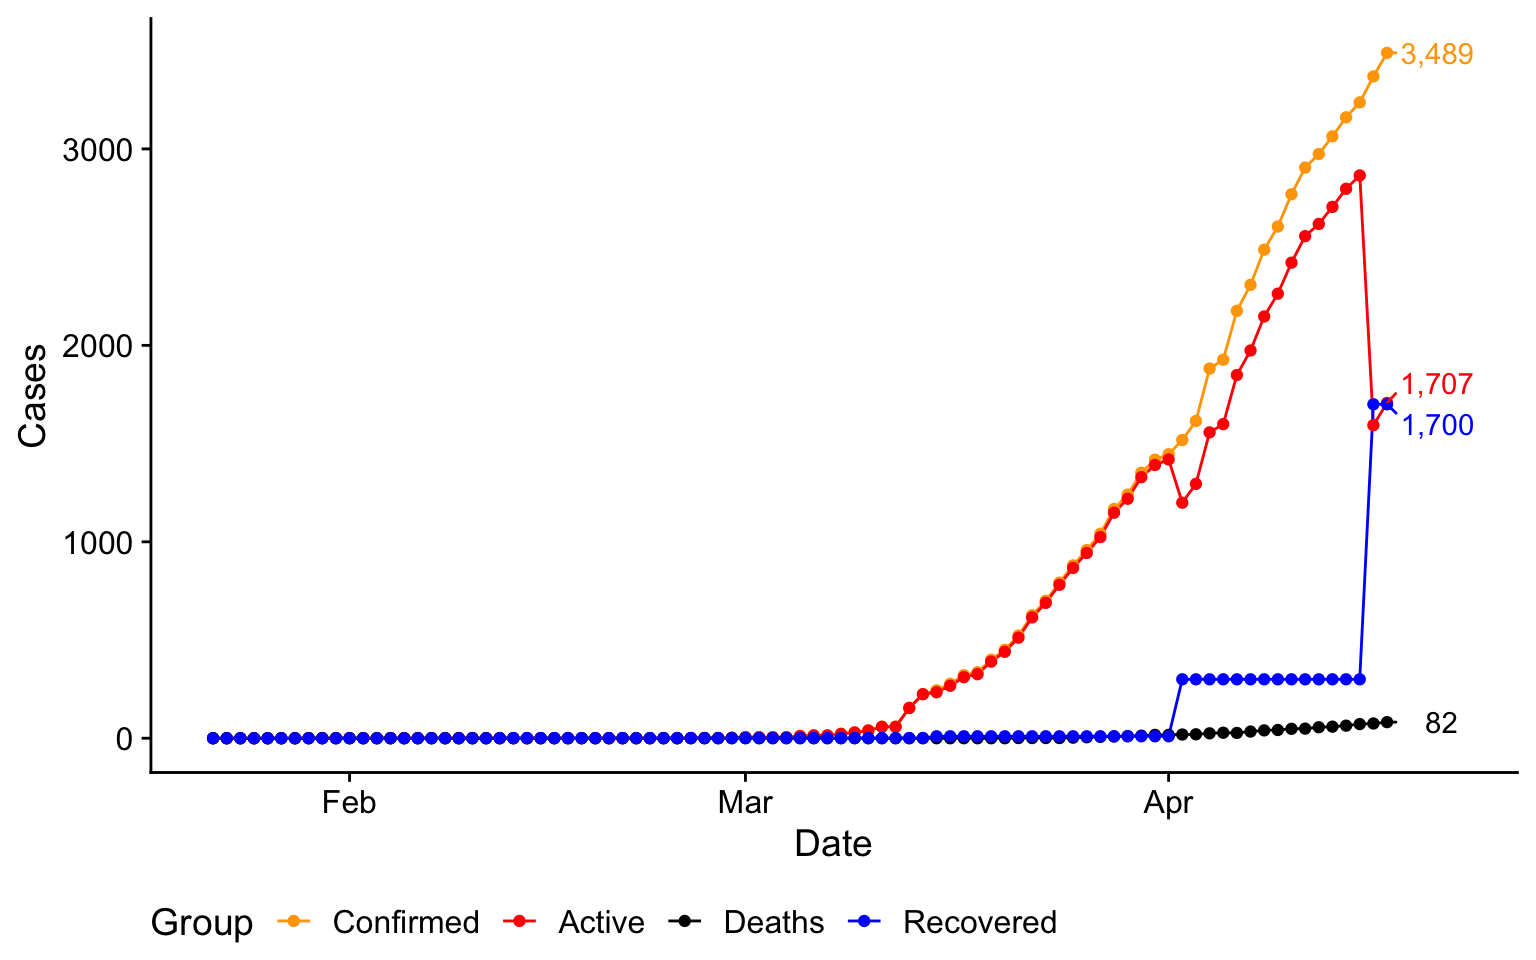 3,489
3000
2000
1,707
1,700
1000
0
82
Cases
Feb Mar Apr
Date
Group Confirmed Active Deaths Recovered